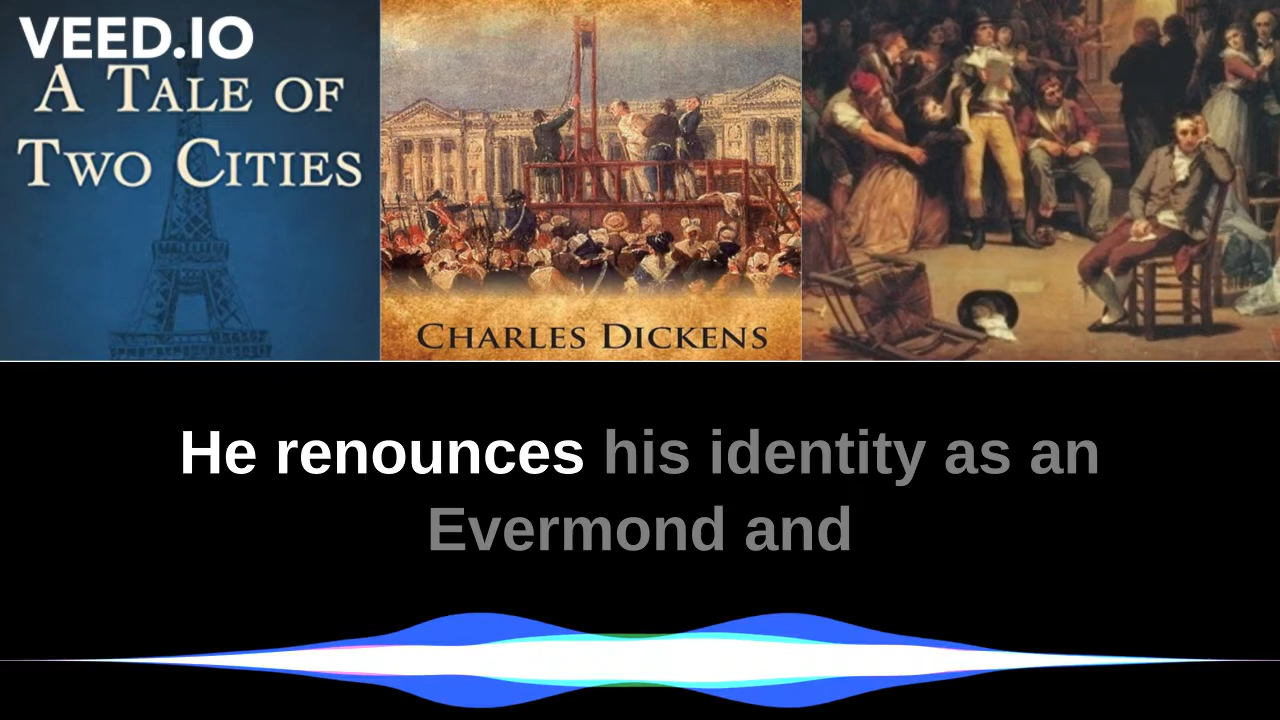 VEED.IO
A TALE OF
TWO CITIES
CHARLES DICKENS
He renounces his identity as an
Evermond and